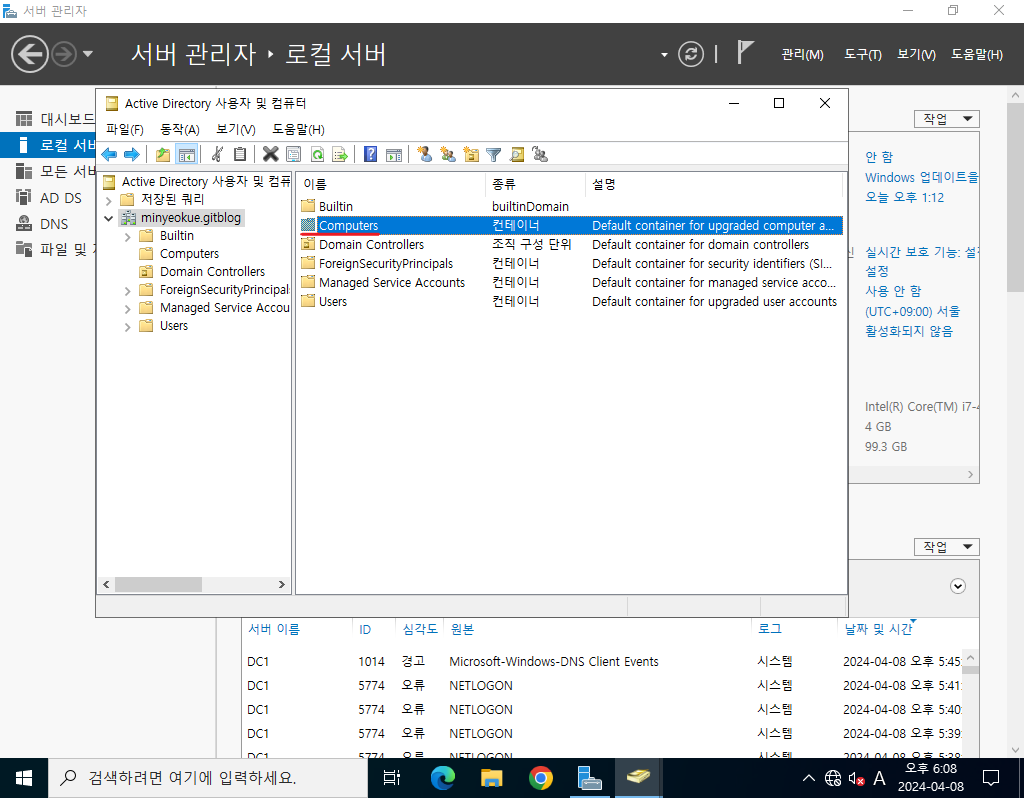 서버 관리자
서버 관리자 ‣ 로컬 서버
관리(M) 도구(T) 보기(V) 도움말(H)
대시보드
로컬 서버
모든 서버
AD DS
DNS
파일 및
Active Directory 사용자 및 컴퓨터
파일(F) 동작(A) 보기(V) 도움말(H)
Active Directory 사용자 및 컴퓨
저장된 쿼리
minyeokue.gitblog
Builtin
Computers
Domain Controllers
ForeignSecurityPrincipal
Managed Service Accou
Users
이름 종류 설명
Builtin builtinDomain
Computers 컨테이너 Default container for upgraded computer a...
Domain Controllers 조직 구성 단위 Default container for domain controllers
ForeignSecurityPrincipals 컨테이너 Default container for security identifiers (SI...
Managed Service Accounts 컨테이너 Default container for managed service acco...
Users 컨테이너 Default container for upgraded user accounts
작업
안 함
Windows 업데이트를
오늘 오후 1:12
실시간 보호 기능: 설정
설정
사용 안 함
(UTC+09:00) 서울
활성화되지 않음
Intel(R) Core(TM) i7-4
4 GB
99.3 GB
작업
서버 이름 ID 심각도 원본 로그 날짜 및 시간
DC1 1014 경고 Microsoft-Windows-DNS Client Events 시스템 2024-04-08 오후 5:45:
DC1 5774 오류 NETLOGON 시스템 2024-04-08 오후 5:41:
DC1 5774 오류 NETLOGON 시스템 2024-04-08 오후 5:40:
DC1 5774 오류 NETLOGON 시스템 2024-04-08 오후 5:39:
DC1 5774 오류 NETLOGON 시스템 2024-04-08 오후 5:38:
검색하려면 여기에 입력하세요.
A
오후 6:08
2024-04-08